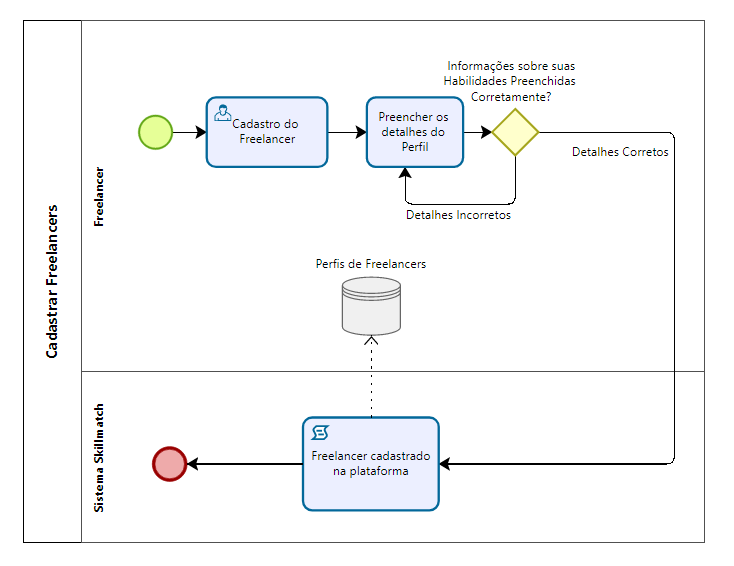 Cadastrar Freelancers
Freelancer
Cadastro do
Freelancer
Preencher os
detalhes do
Perfil
Informações sobre suas
Habilidades Preenchidas
Corretamente?
Detalhes Corretos
Detalhes Incorretos
Perfis de Freelancers
Sistema Skillmatch
Freelancer cadastrado
na plataforma